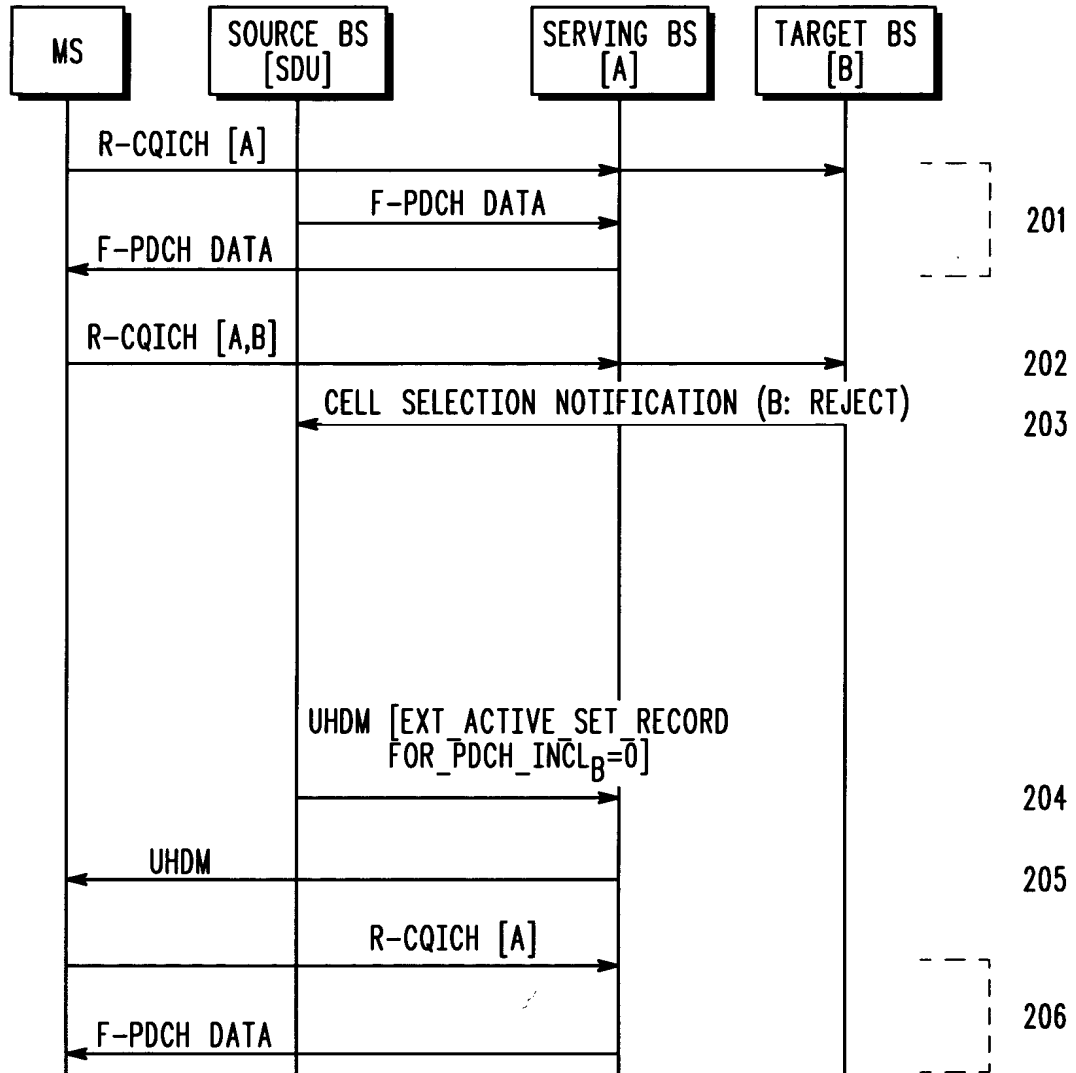 MS
SOURCE BS
[SDU]
SERVING BS
[A]
TARGET BS
[B]
R-CQICH [A]
F-PDCH DATA
201
F-PDCH DATA
R-CQICH [A,B]
202
CELL SELECTION NOTIFICATION (B: REJECT)
203
UHDM [EXT_ACTIVE_SET_RECORD
FOR_PDCH_INCLB=0]
204
UHDM
205
R-CQICH [A]
206
F-PDCH DATA